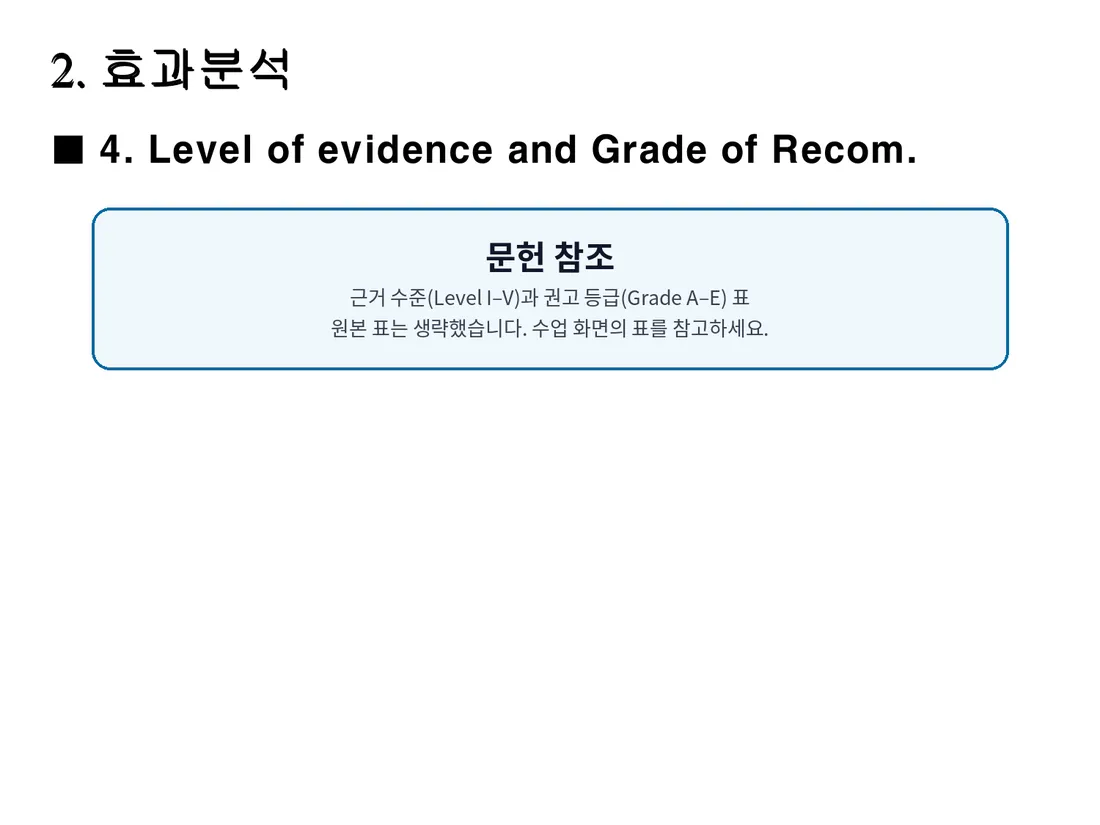 2. 효과분석
■ 4. Level of evidence and Grade of Recom.
문헌 참조
근거 수준(Level I–V)과 권고 등급(Grade A–E) 표
원본 표는 생략했습니다. 수업 화면의 표를 참고하세요.